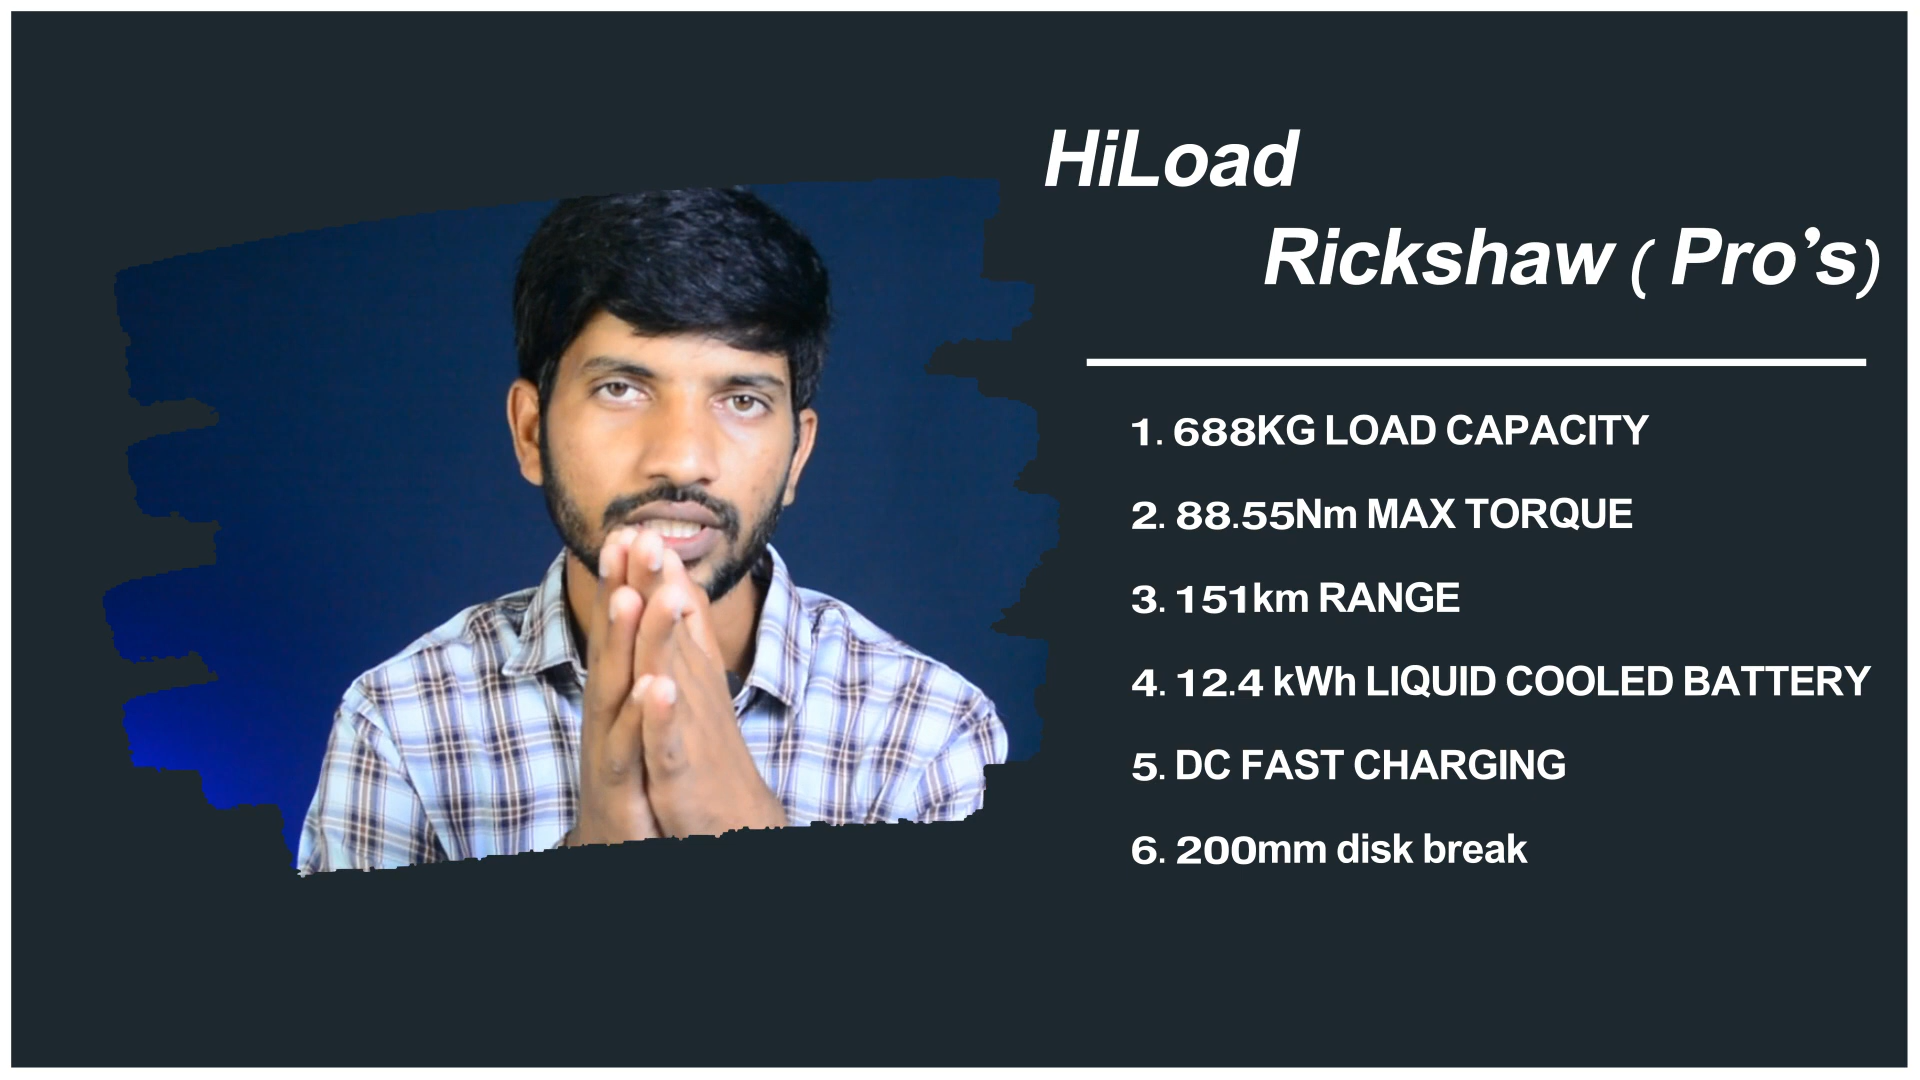 HiLoad
Rickshaw ( Pro’s)
1. 688KG LOAD CAPACITY
2. 88.55Nm MAX TORQUE
3. 151km RANGE
4. 12.4 kWh LIQUID COOLED BATTERY
5. DC FAST CHARGING
6. 200mm disk break